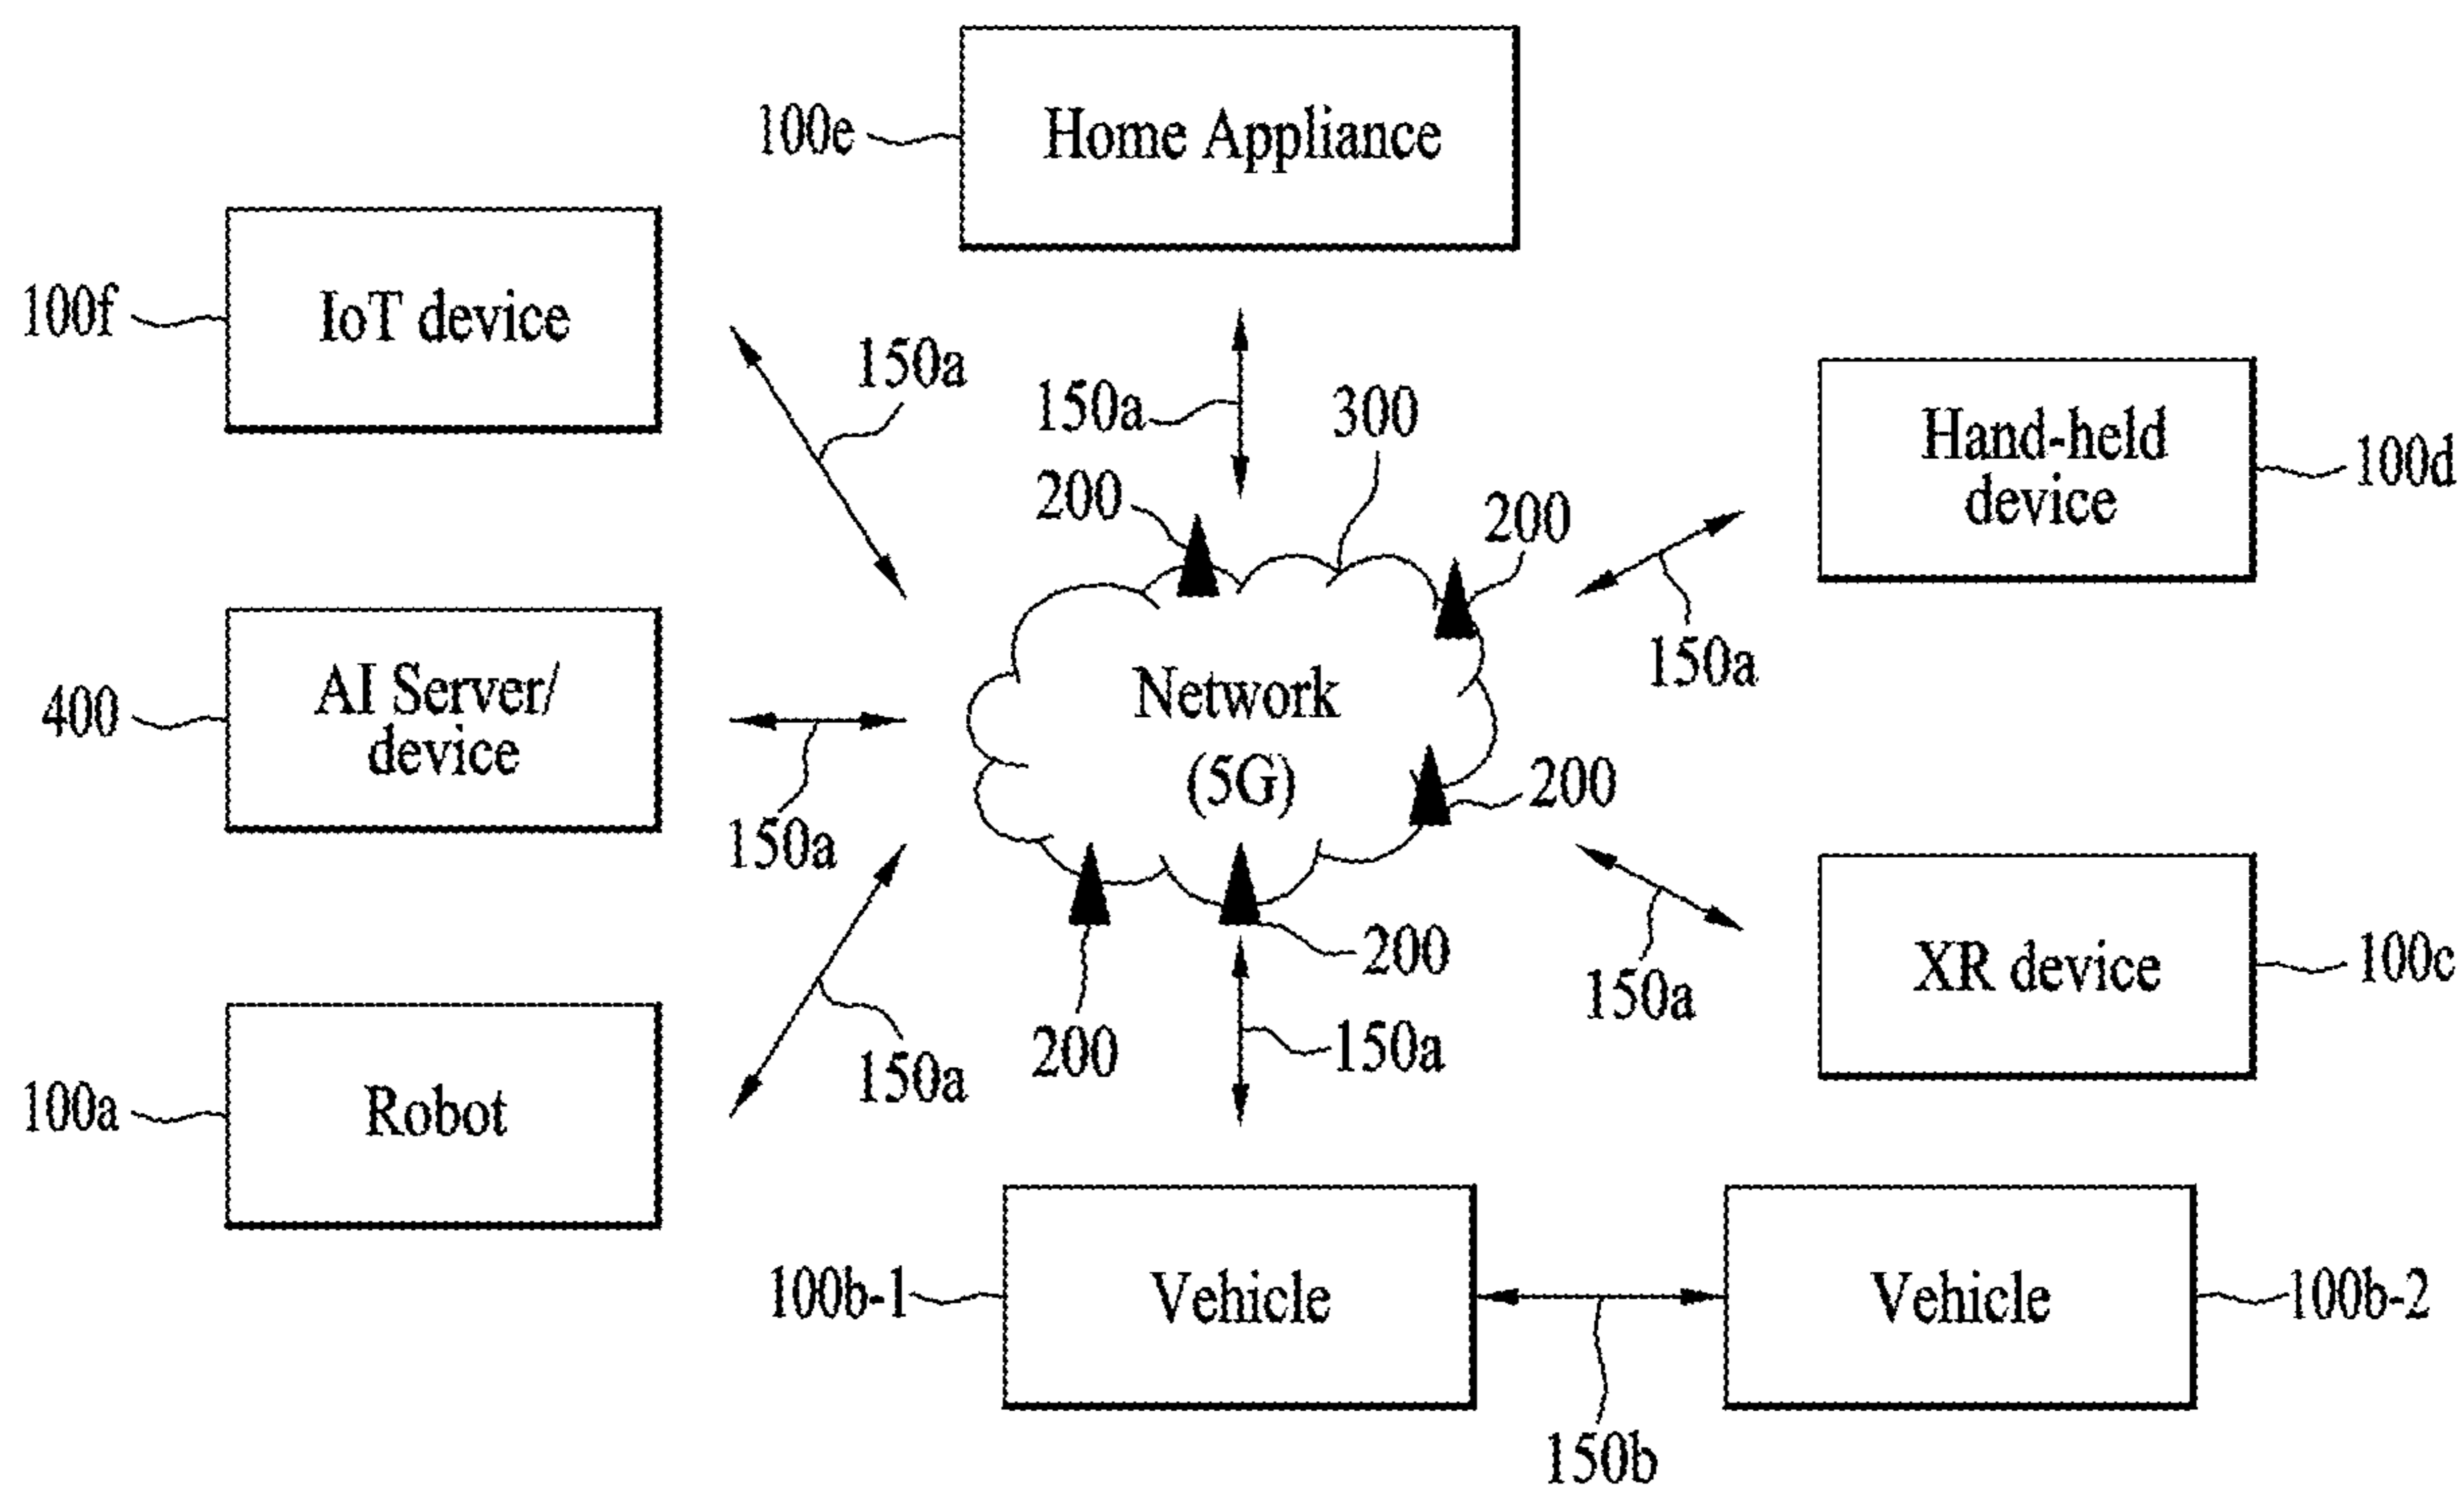 100e
Home Appliance
100f
IoT device
150a
150a
300
Hand-held
device
100d
200
200
150a
400
AI Server/
device
Network
(5G)
200
150a
200
XR device
100c
150a
200
150a
150a
100a
Robot
100b-1
Vehicle
Vehicle
100b-2
150b